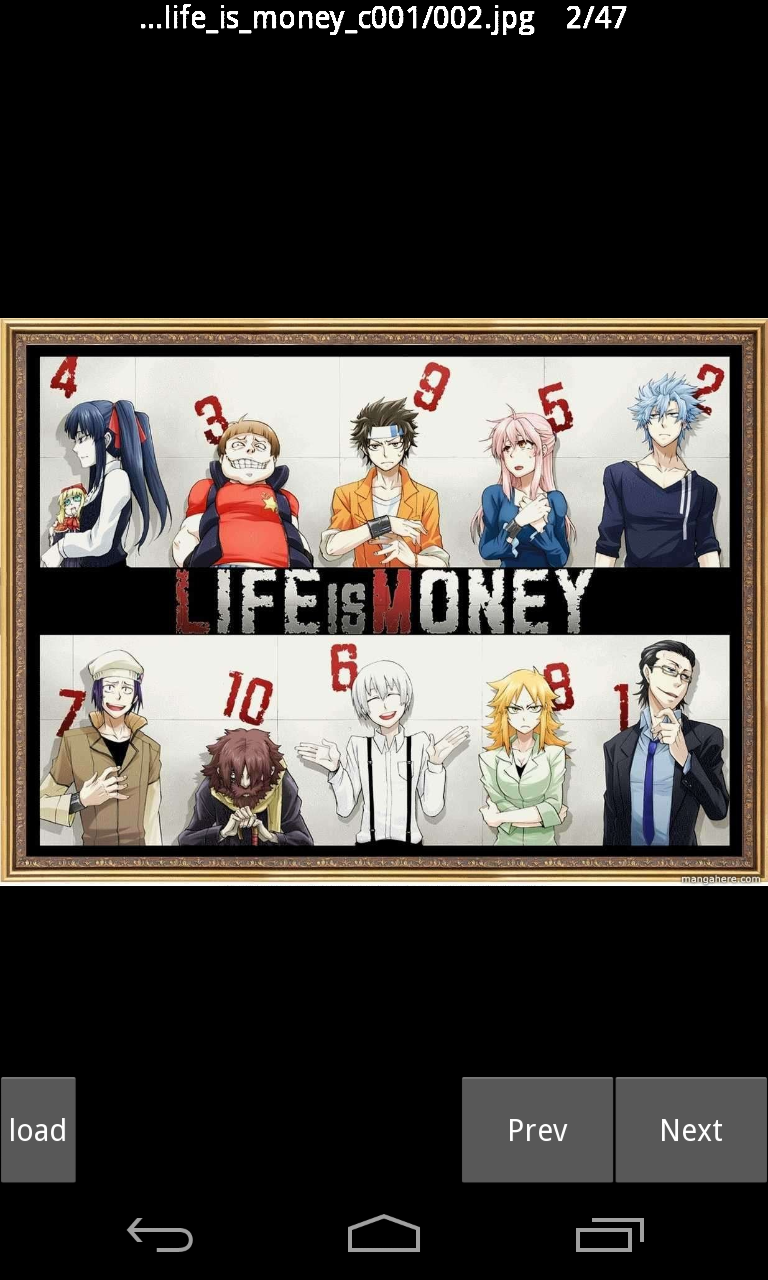 ...life_is_money_c001/002.jpg 2/47
4
3
9
5
?
LIFE IS MONEY
7
10
6
8
1
mangahere.com
load
Prev
Next